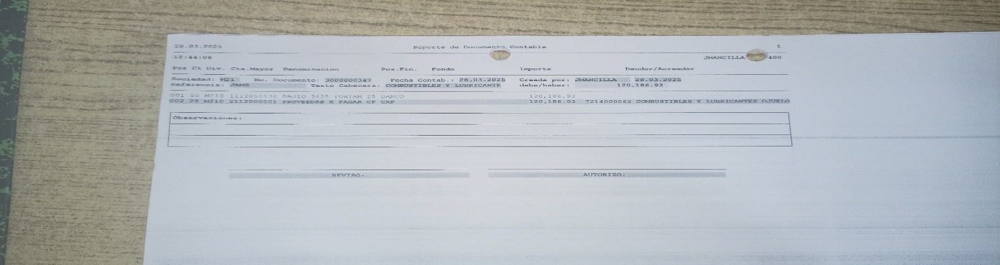 28.03.2025 Reporte de Documento Contable 1
12:44:06 JMANCILLA 400
Pos Ct Div. Cta.Mayor Denominacion Pos.Fin. Fondo Importe Deudor/Acreedor
Sociedad: M21 No. Documento: 3000000347 Fecha Contab.: 28.03.2025 Creada por: JMANCILLA 28.03.2025
Referencia: JAMS Texto Cabecera: COMBUSTIBLES Y LUBRICANTE debe/haber: 120,186.93
001 50 M210 1112051130 BAJIO 3435 FORTAM 25 BANCO 120,186.93
002 25 M210 2112000001 PROVEEDRS X PAGAR CP CXP 120,186.93 7214000062 COMBUSTIBLES Y LUBRICANTES OJUELO
Observaciones:
REVISO: AUTORIZO: